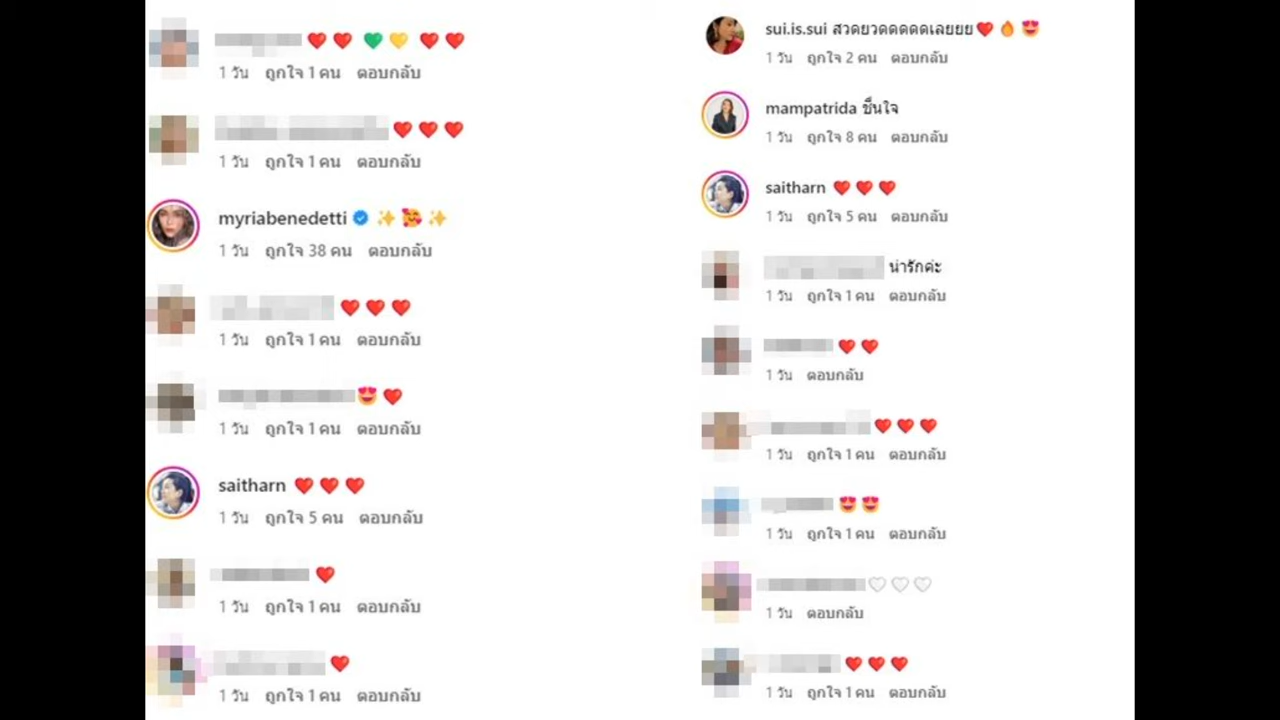 ❤️❤️💚💛❤️❤️
1 วัน ถูกใจ 1 คน ตอบกลับ
❤️❤️❤️
1 วัน ถูกใจ 1 คน ตอบกลับ
myriabenedetti ✨🥰✨
1 วัน ถูกใจ 38 คน ตอบกลับ
❤️❤️❤️
1 วัน ถูกใจ 1 คน ตอบกลับ
😍❤️
1 วัน ถูกใจ 1 คน ตอบกลับ
saitharn ❤️❤️❤️
1 วัน ถูกใจ 5 คน ตอบกลับ
❤️
1 วัน ถูกใจ 1 คน ตอบกลับ
❤️
1 วัน ถูกใจ 1 คน ตอบกลับ
sui.is.sui สวดยวดดดดดเลยยย❤️🔥😍
1 วัน ถูกใจ 2 คน ตอบกลับ
mampatrida ชื้นใจ
1 วัน ถูกใจ 8 คน ตอบกลับ
saitharn ❤️❤️❤️
1 วัน ถูกใจ 5 คน ตอบกลับ
น่ารักค่ะ
1 วัน ถูกใจ 1 คน ตอบกลับ
❤️❤️
1 วัน ตอบกลับ
❤️❤️❤️
1 วัน ถูกใจ 1 คน ตอบกลับ
😍😍
1 วัน ถูกใจ 1 คน ตอบกลับ
🤍🤍🤍
1 วัน ตอบกลับ
❤️❤️❤️
1 วัน ถูกใจ 1 คน ตอบกลับ